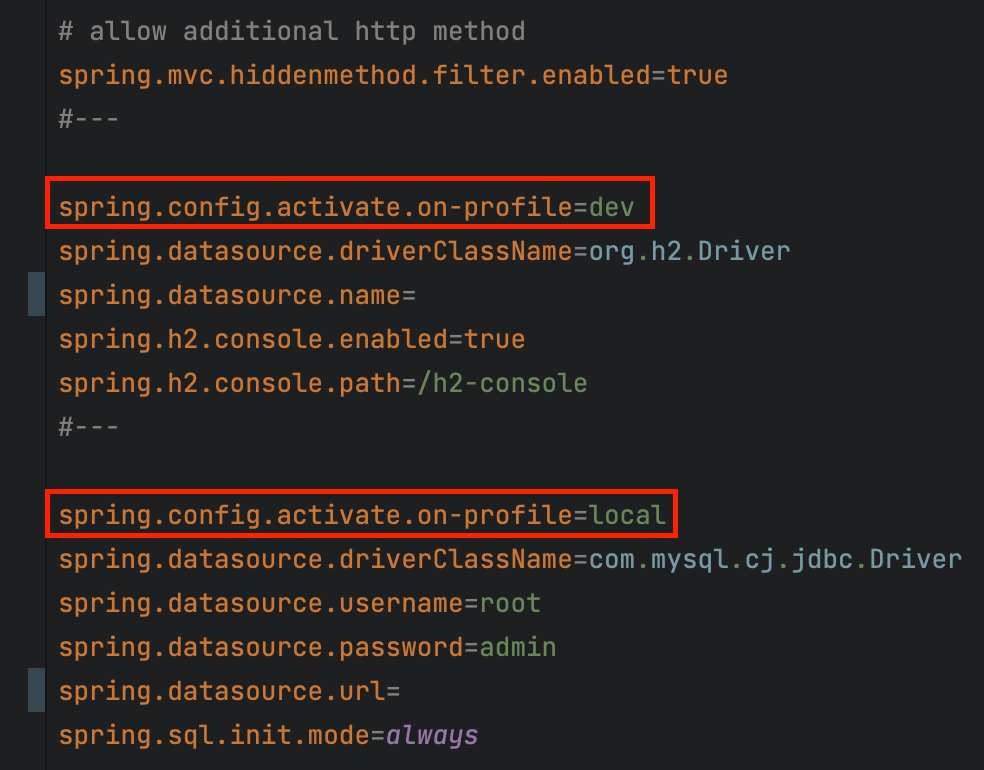 # allow additional http method
spring.mvc.hiddenmethod.filter.enabled=true
#---
spring.config.activate.on-profile=dev
spring.datasource.driverClassName=org.h2.Driver
spring.datasource.name=
spring.h2.console.enabled=true
spring.h2.console.path=/h2-console
#---
spring.config.activate.on-profile=local
spring.datasource.driverClassName=com.mysql.cj.jdbc.Driver
spring.datasource.username=root
spring.datasource.password=admin
spring.datasource.url=
spring.sql.init.mode=always